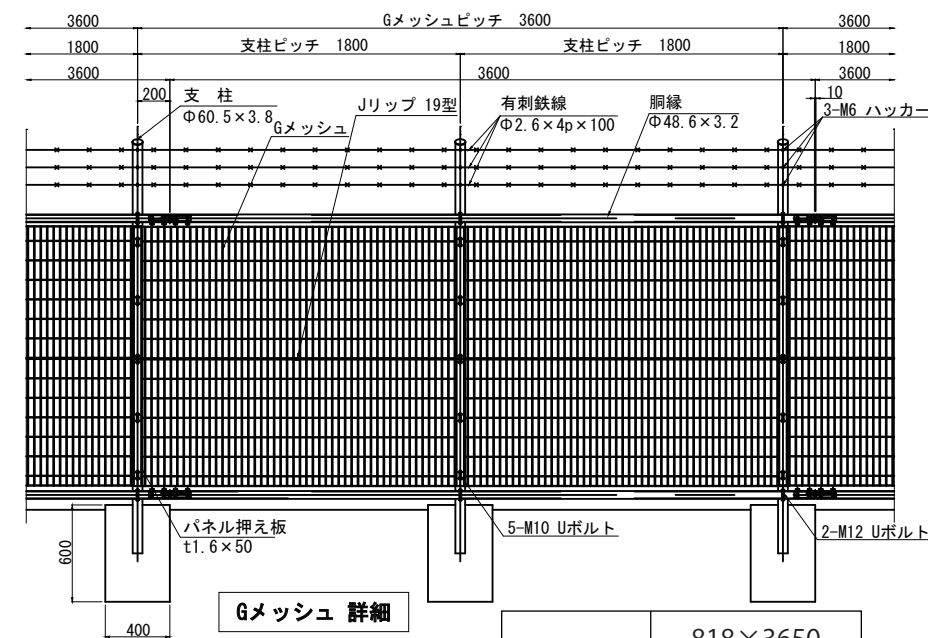 3600
Gメッシュピッチ 3600
3600
1800
支柱ピッチ 1800
支柱ピッチ 1800
1800
3600
3600
3600
200
支 柱
Φ60.5×3.8
Gメッシュ
Jリップ 19型
有刺鉄線
Φ2.6×4p×100
胴縁
Φ48.6×3.2
10
3-M6 ハッカー
パネル押え板
t1.6×50
5-M10 Uボルト
2-M12 Uボルト
600
400
Gメッシュ 詳細
818×3650